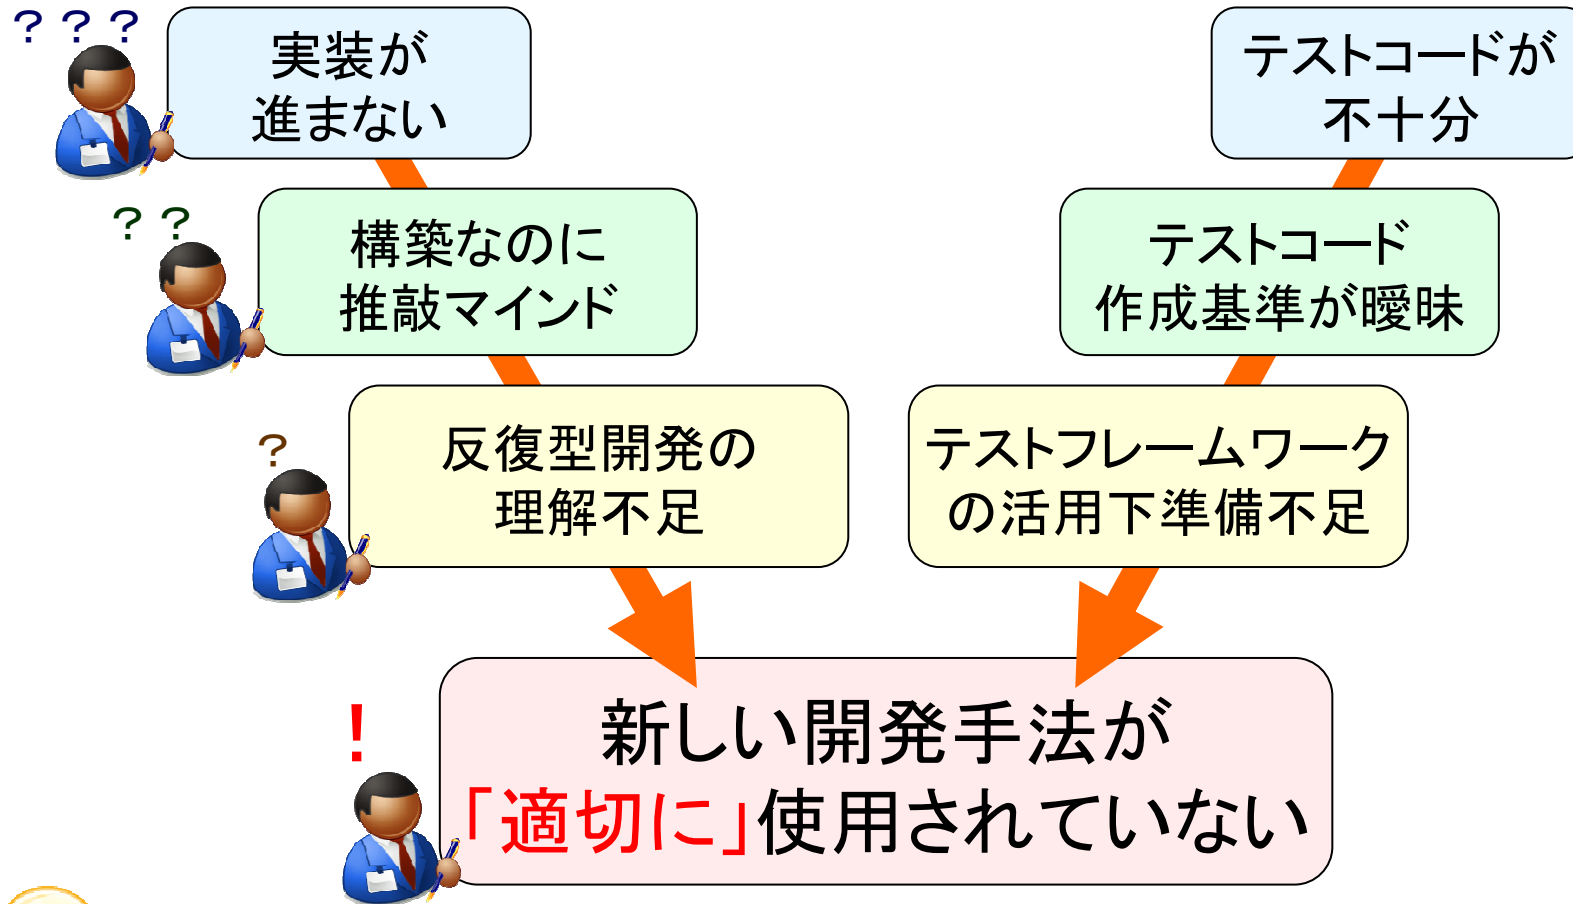 ？？？
実装が
進まない
テストコードが
不十分
？？
構築なのに
推敲マインド
テストコード
作成基準が曖昧
？
反復型開発の
理解不足
テストフレームワーク
の活用下準備不足
！
新しい開発手法が
「適切に」使用されていない